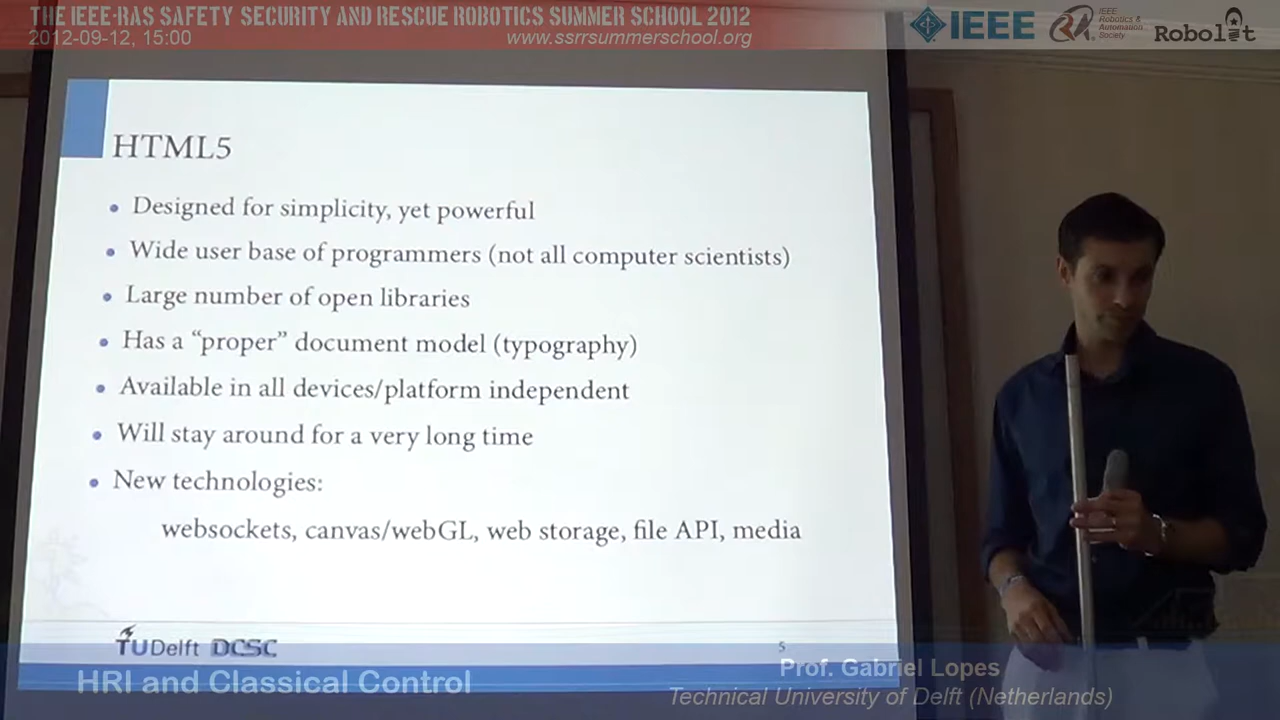 THE IEEE-RAS SAFETY SECURITY AND RESCUE ROBOTICS SUMMER SCHOOL 2012
2012-09-12, 15:00
www.ssrrsummerschool.org
IEEE
IEEE
Robotics &
Automation
Society
Robolit
HTML5
• Designed for simplicity, yet powerful
• Wide user base of programmers (not all computer scientists)
• Large number of open libraries
• Has a “proper” document model (typography)
• Available in all devices/platform independent
• Will stay around for a very long time
• New technologies:
websockets, canvas/webGL, web storage, file API, media
TU Delft DCSC
5
HRI and Classical Control
Prof. Gabriel Lopes
Technical University of Delft (Netherlands)